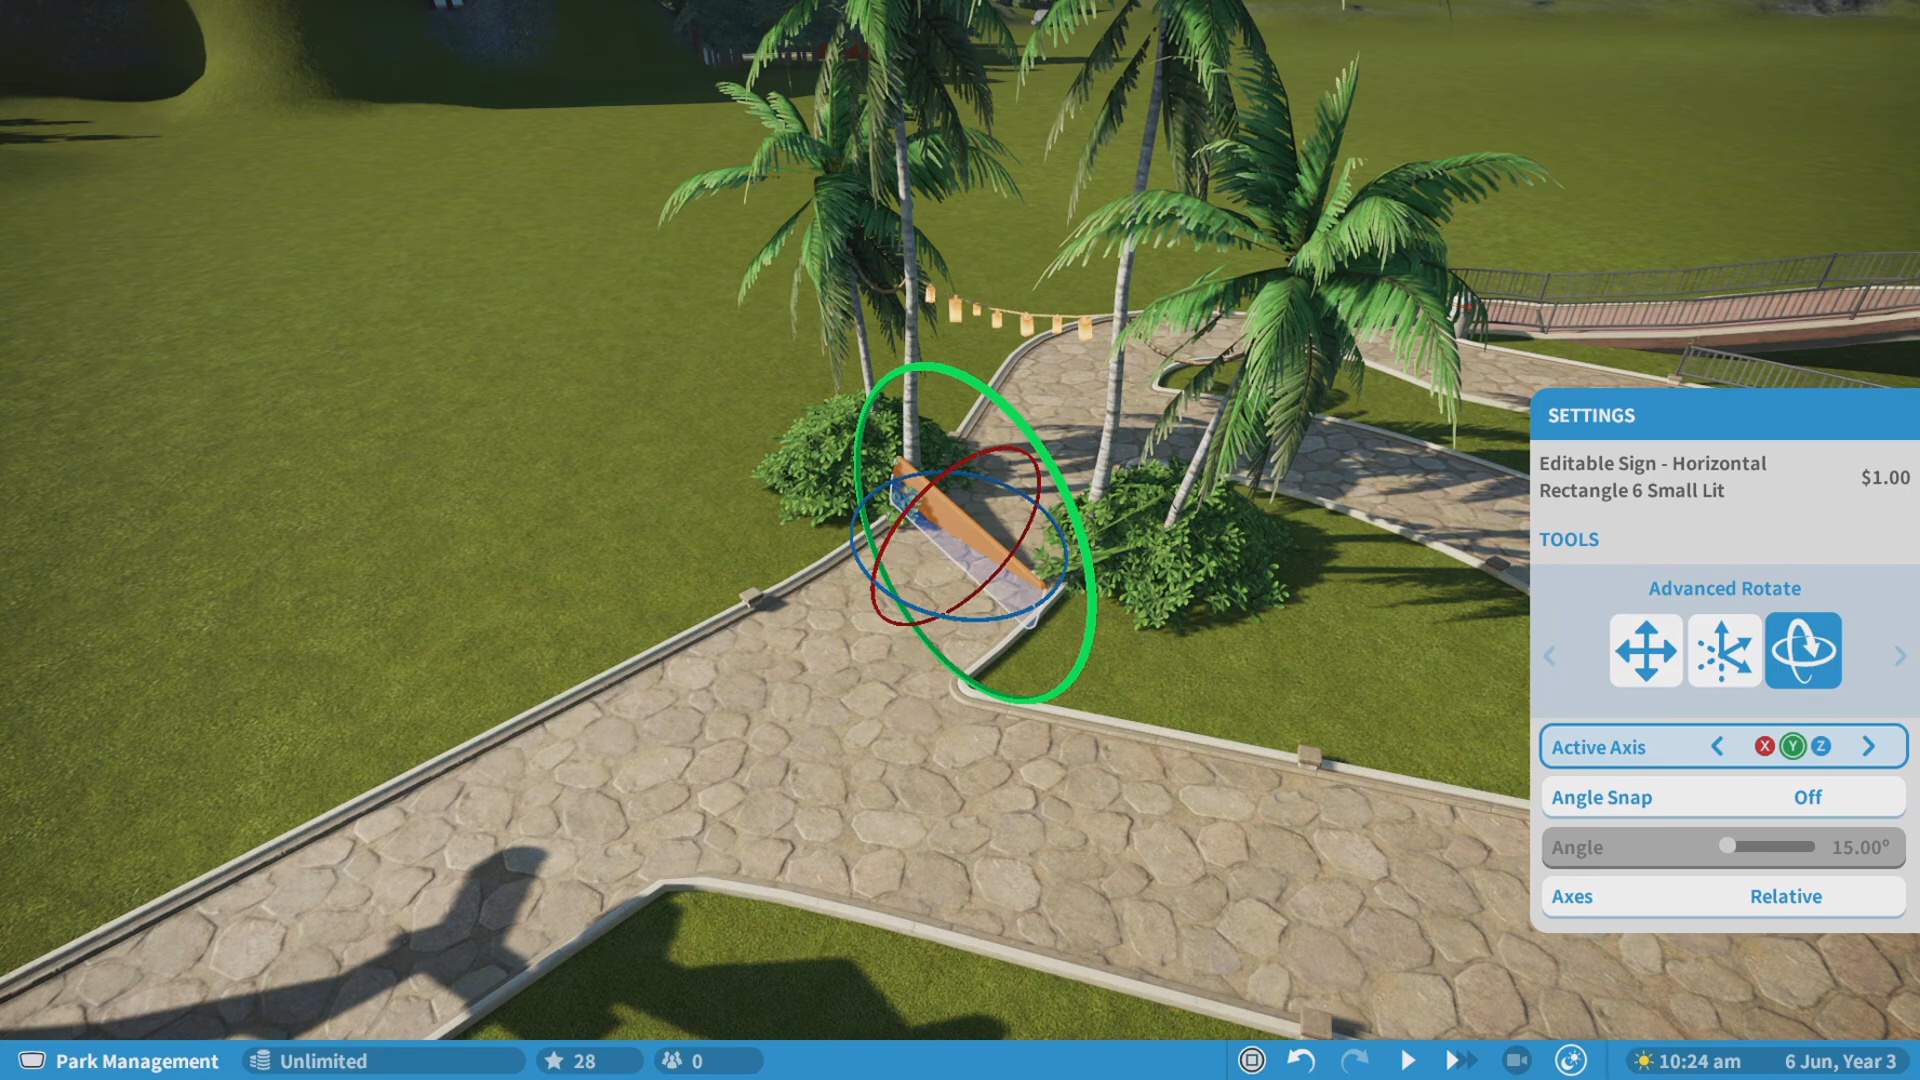 SETTINGS
Editable Sign - Horizontal
Rectangle 6 Small Lit
$1.00
TOOLS
Advanced Rotate
Active Axis
X Y Z
Angle Snap Off
Angle 15.00°
Axes Relative
Park Management Unlimited 28 0 10:24 am 6 Jun, Year 3